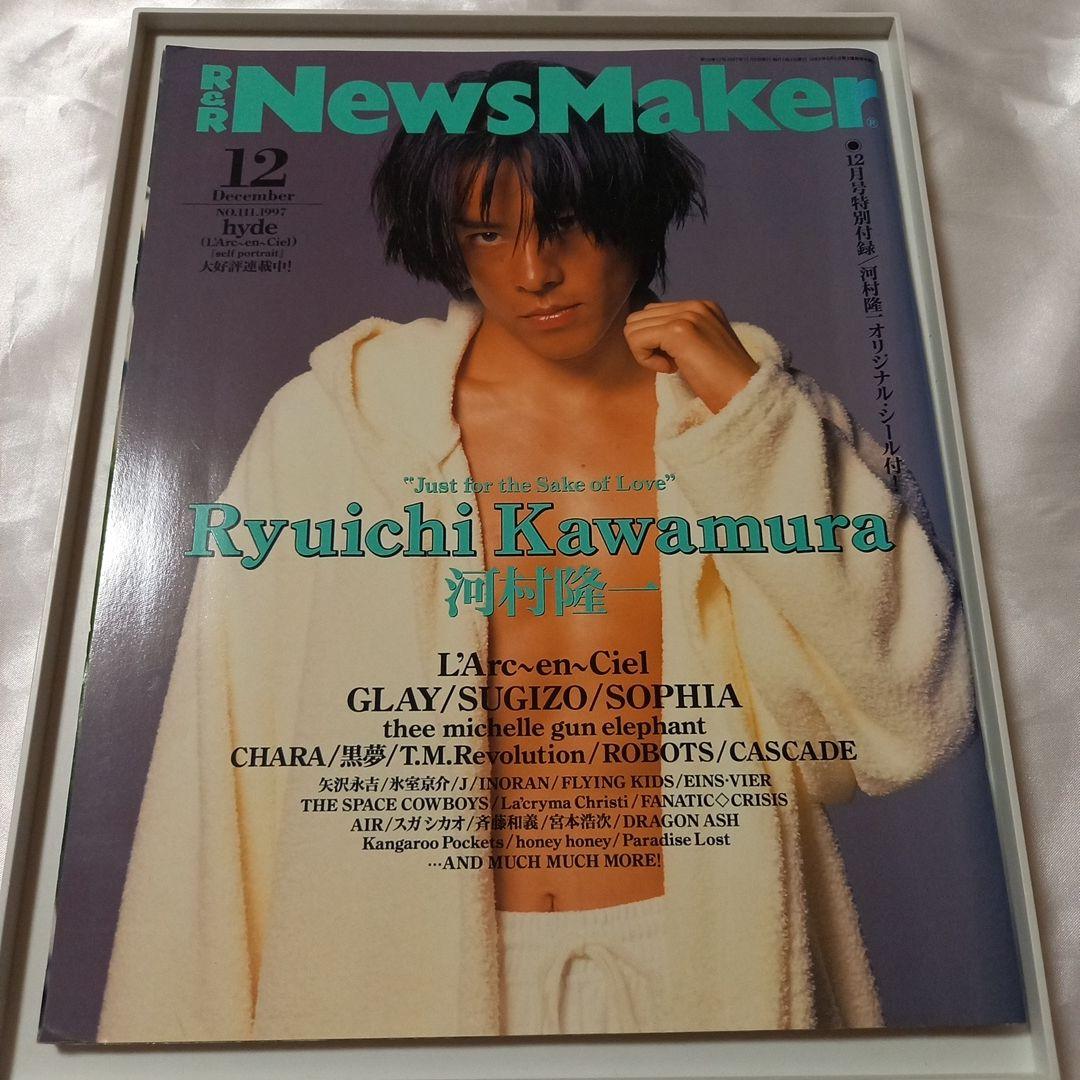 R&R NewsMaker®
12
December
NO.111.1997
hyde
(L'Arc~en~Ciel)
『self portrait』
大好評連載中!
●12月号特別付録/河村隆一オリジナル・シール付!
"Just for the Sake of Love"
Ryuichi Kawamura
河村隆一
L'Arc~en~Ciel
GLAY/SUGIZO/SOPHIA
thee michelle gun elephant
CHARA/黒夢/T.M.Revolution/ROBOTS/CASCADE
矢沢永吉/氷室京介/J/INORAN/FLYING KIDS/EINS・VIER
THE SPACE COWBOYS/La'cryma Christi/FANATIC◇CRISIS
AIR/スガシカオ/斉藤和義/宮本浩次/DRAGON ASH
Kangaroo Pockets/honey honey/Paradise Lost
…AND MUCH MUCH MORE!